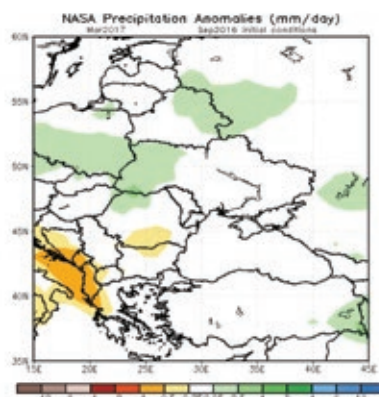 NASA Precipitation Anomalies (mm/day)
Mar2017 Sep2016 initial conditions
60N
55N
50N
45N
40N
35N
15E 20E 25E 30E 35E 40E 45E